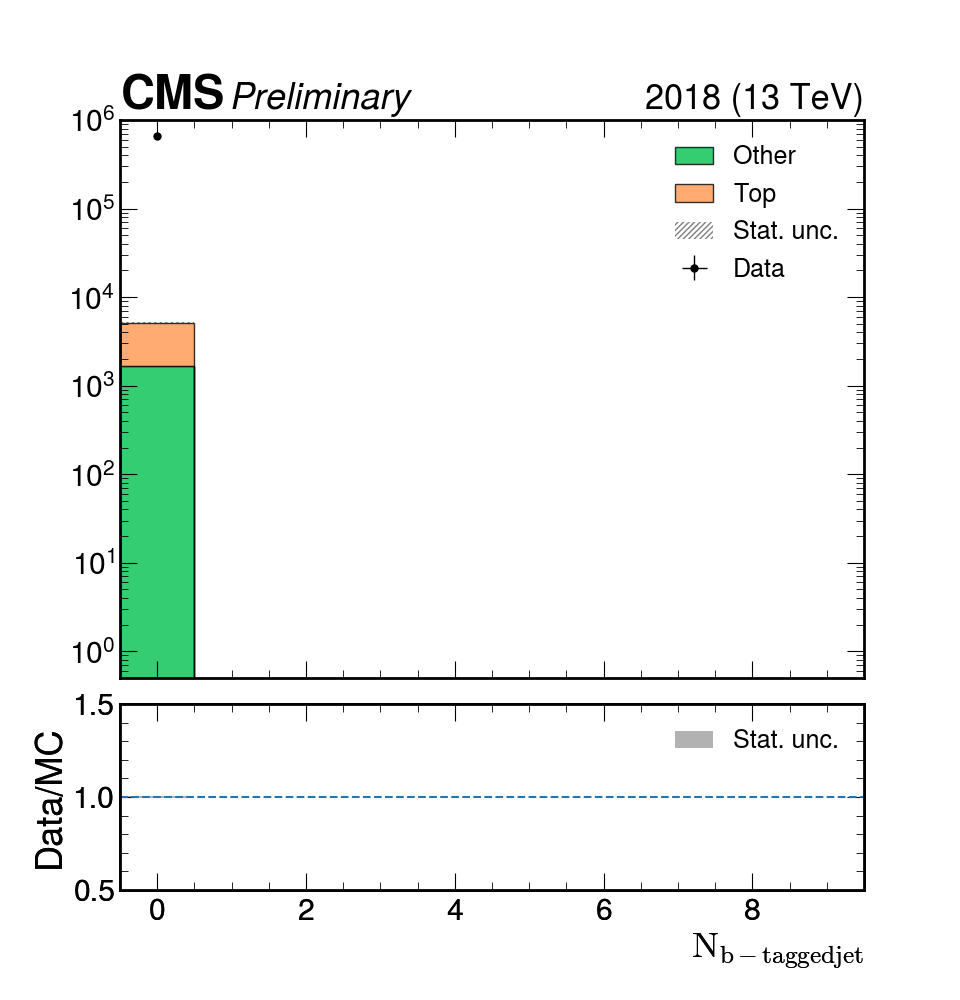 CMS Preliminary 2018 (13 TeV)
10^6
Other
Top
10^5
Stat. unc.
Data
10^4
10^3
10^2
10^1
10^0
1.5
Stat. unc.
Data/MC
1.0
0.5
0 2 4 6 8
N_b − taggedjet